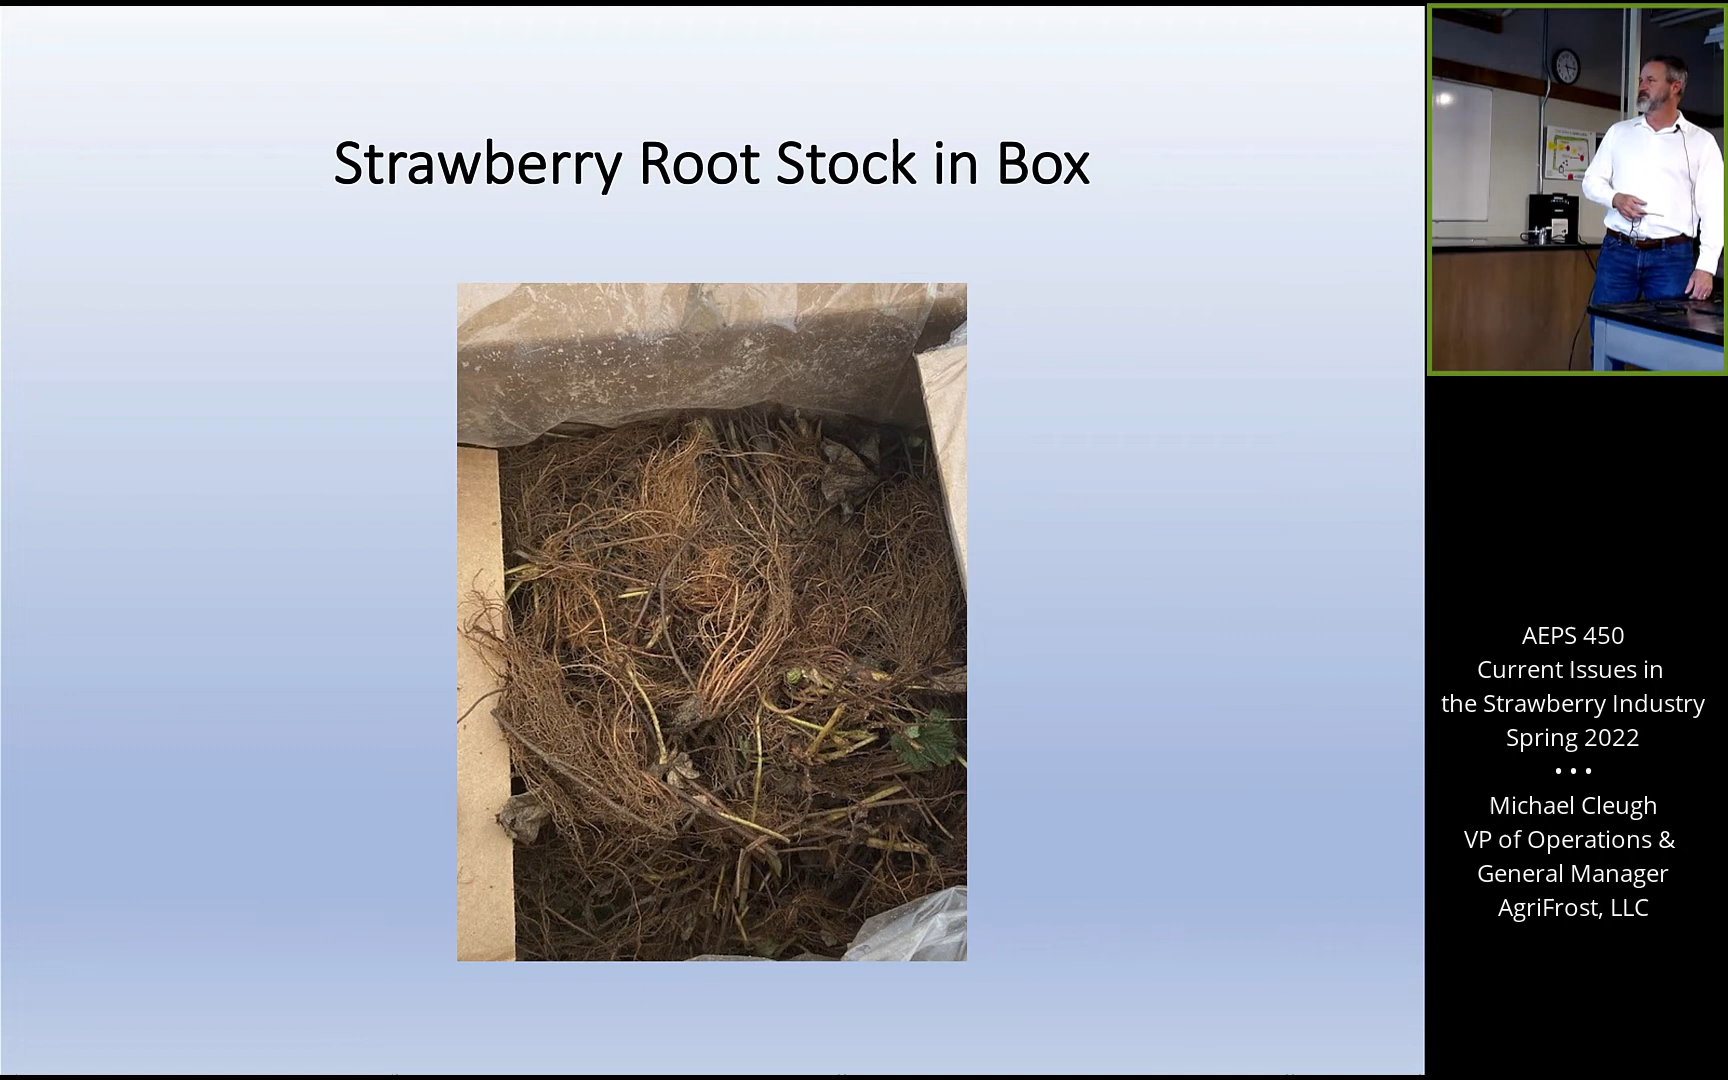 Strawberry Root Stock in Box
AEPS 450
Current Issues in
the Strawberry Industry
Spring 2022
• • •
Michael Cleugh
VP of Operations &
General Manager
AgriFrost, LLC